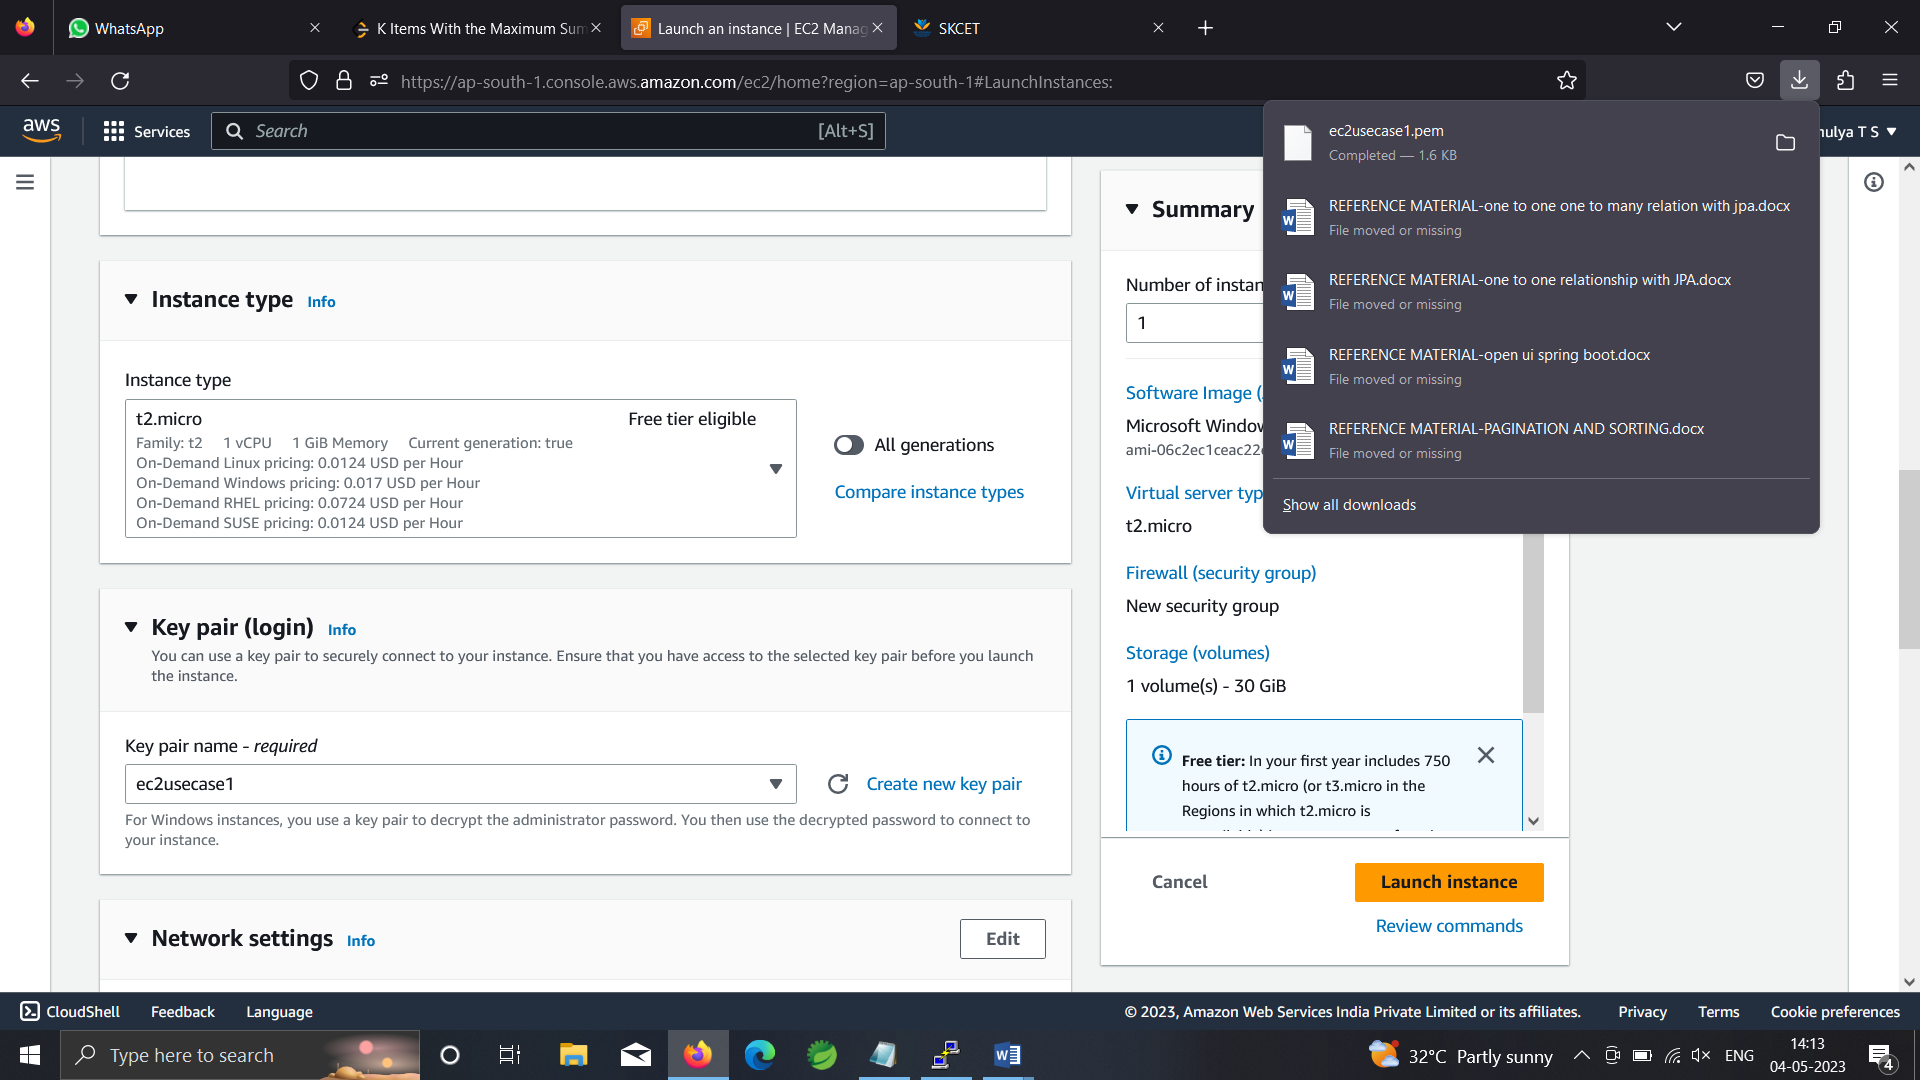 WhatsApp
K Items With the Maximum Sum
Launch an instance | EC2 Manag
SKCET
https://ap-south-1.console.aws.amazon.com/ec2/home?region=ap-south-1#LaunchInstances:
aws
Services
Search
[Alt+S]
ulya T S
ec2usecase1.pem
Completed — 1.6 KB
REFERENCE MATERIAL-one to one one to many relation with jpa.docx
File moved or missing
REFERENCE MATERIAL-one to one relationship with JPA.docx
File moved or missing
REFERENCE MATERIAL-open ui spring boot.docx
File moved or missing
REFERENCE MATERIAL-PAGINATION AND SORTING.docx
File moved or missing
Show all downloads
Instance type Info
Instance type
t2.micro
Free tier eligible
Family: t2 1 vCPU 1 GiB Memory Current generation: true
On-Demand Linux pricing: 0.0124 USD per Hour
On-Demand Windows pricing: 0.017 USD per Hour
On-Demand RHEL pricing: 0.0724 USD per Hour
On-Demand SUSE pricing: 0.0124 USD per Hour
All generations
Compare instance types
Key pair (login) Info
You can use a key pair to securely connect to your instance. Ensure that you have access to the selected key pair before you launch
the instance.
Key pair name - required
ec2usecase1
Create new key pair
For Windows instances, you use a key pair to decrypt the administrator password. You then use the decrypted password to connect to
your instance.
Network settings Info
Edit
Summary
Number of instan
1
Software Image (
Microsoft Window
ami-06c2ec1ceac22
Virtual server typ
t2.micro
Firewall (security group)
New security group
Storage (volumes)
1 volume(s) - 30 GiB
Free tier: In your first year includes 750
hours of t2.micro (or t3.micro in the
Regions in which t2.micro is
Cancel
Launch instance
Review commands
CloudShell
Feedback
Language
© 2023, Amazon Web Services India Private Limited or its affiliates.
Privacy
Terms
Cookie preferences
Type here to search
32°C Partly sunny
ENG
14:13
04-05-2023
4